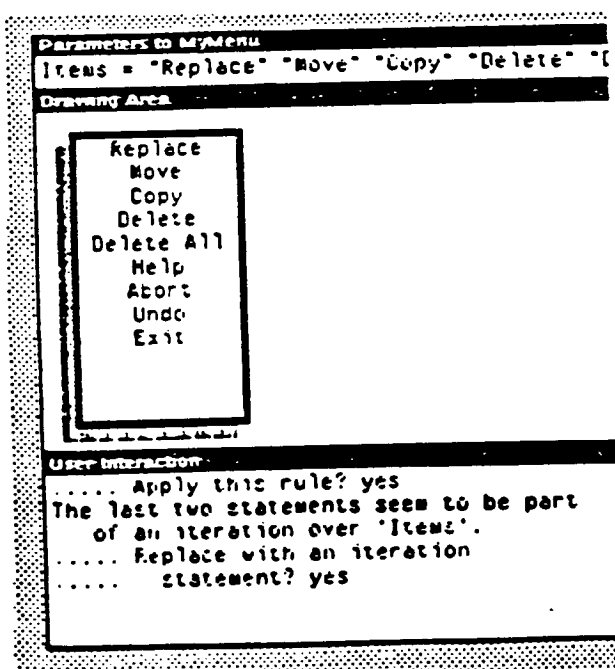 Parameters to MyMenu
Items = "Replace" "Move" "Copy" "Delete" "D
Drawing Area
Replace
Move
Copy
Delete
Delete All
Help
Abort
Undo
Exit
User Interaction
..... Apply this rule? yes
The last two statements seem to be part
of an iteration over 'Items'.
..... Replace with an iteration
..... statement? yes